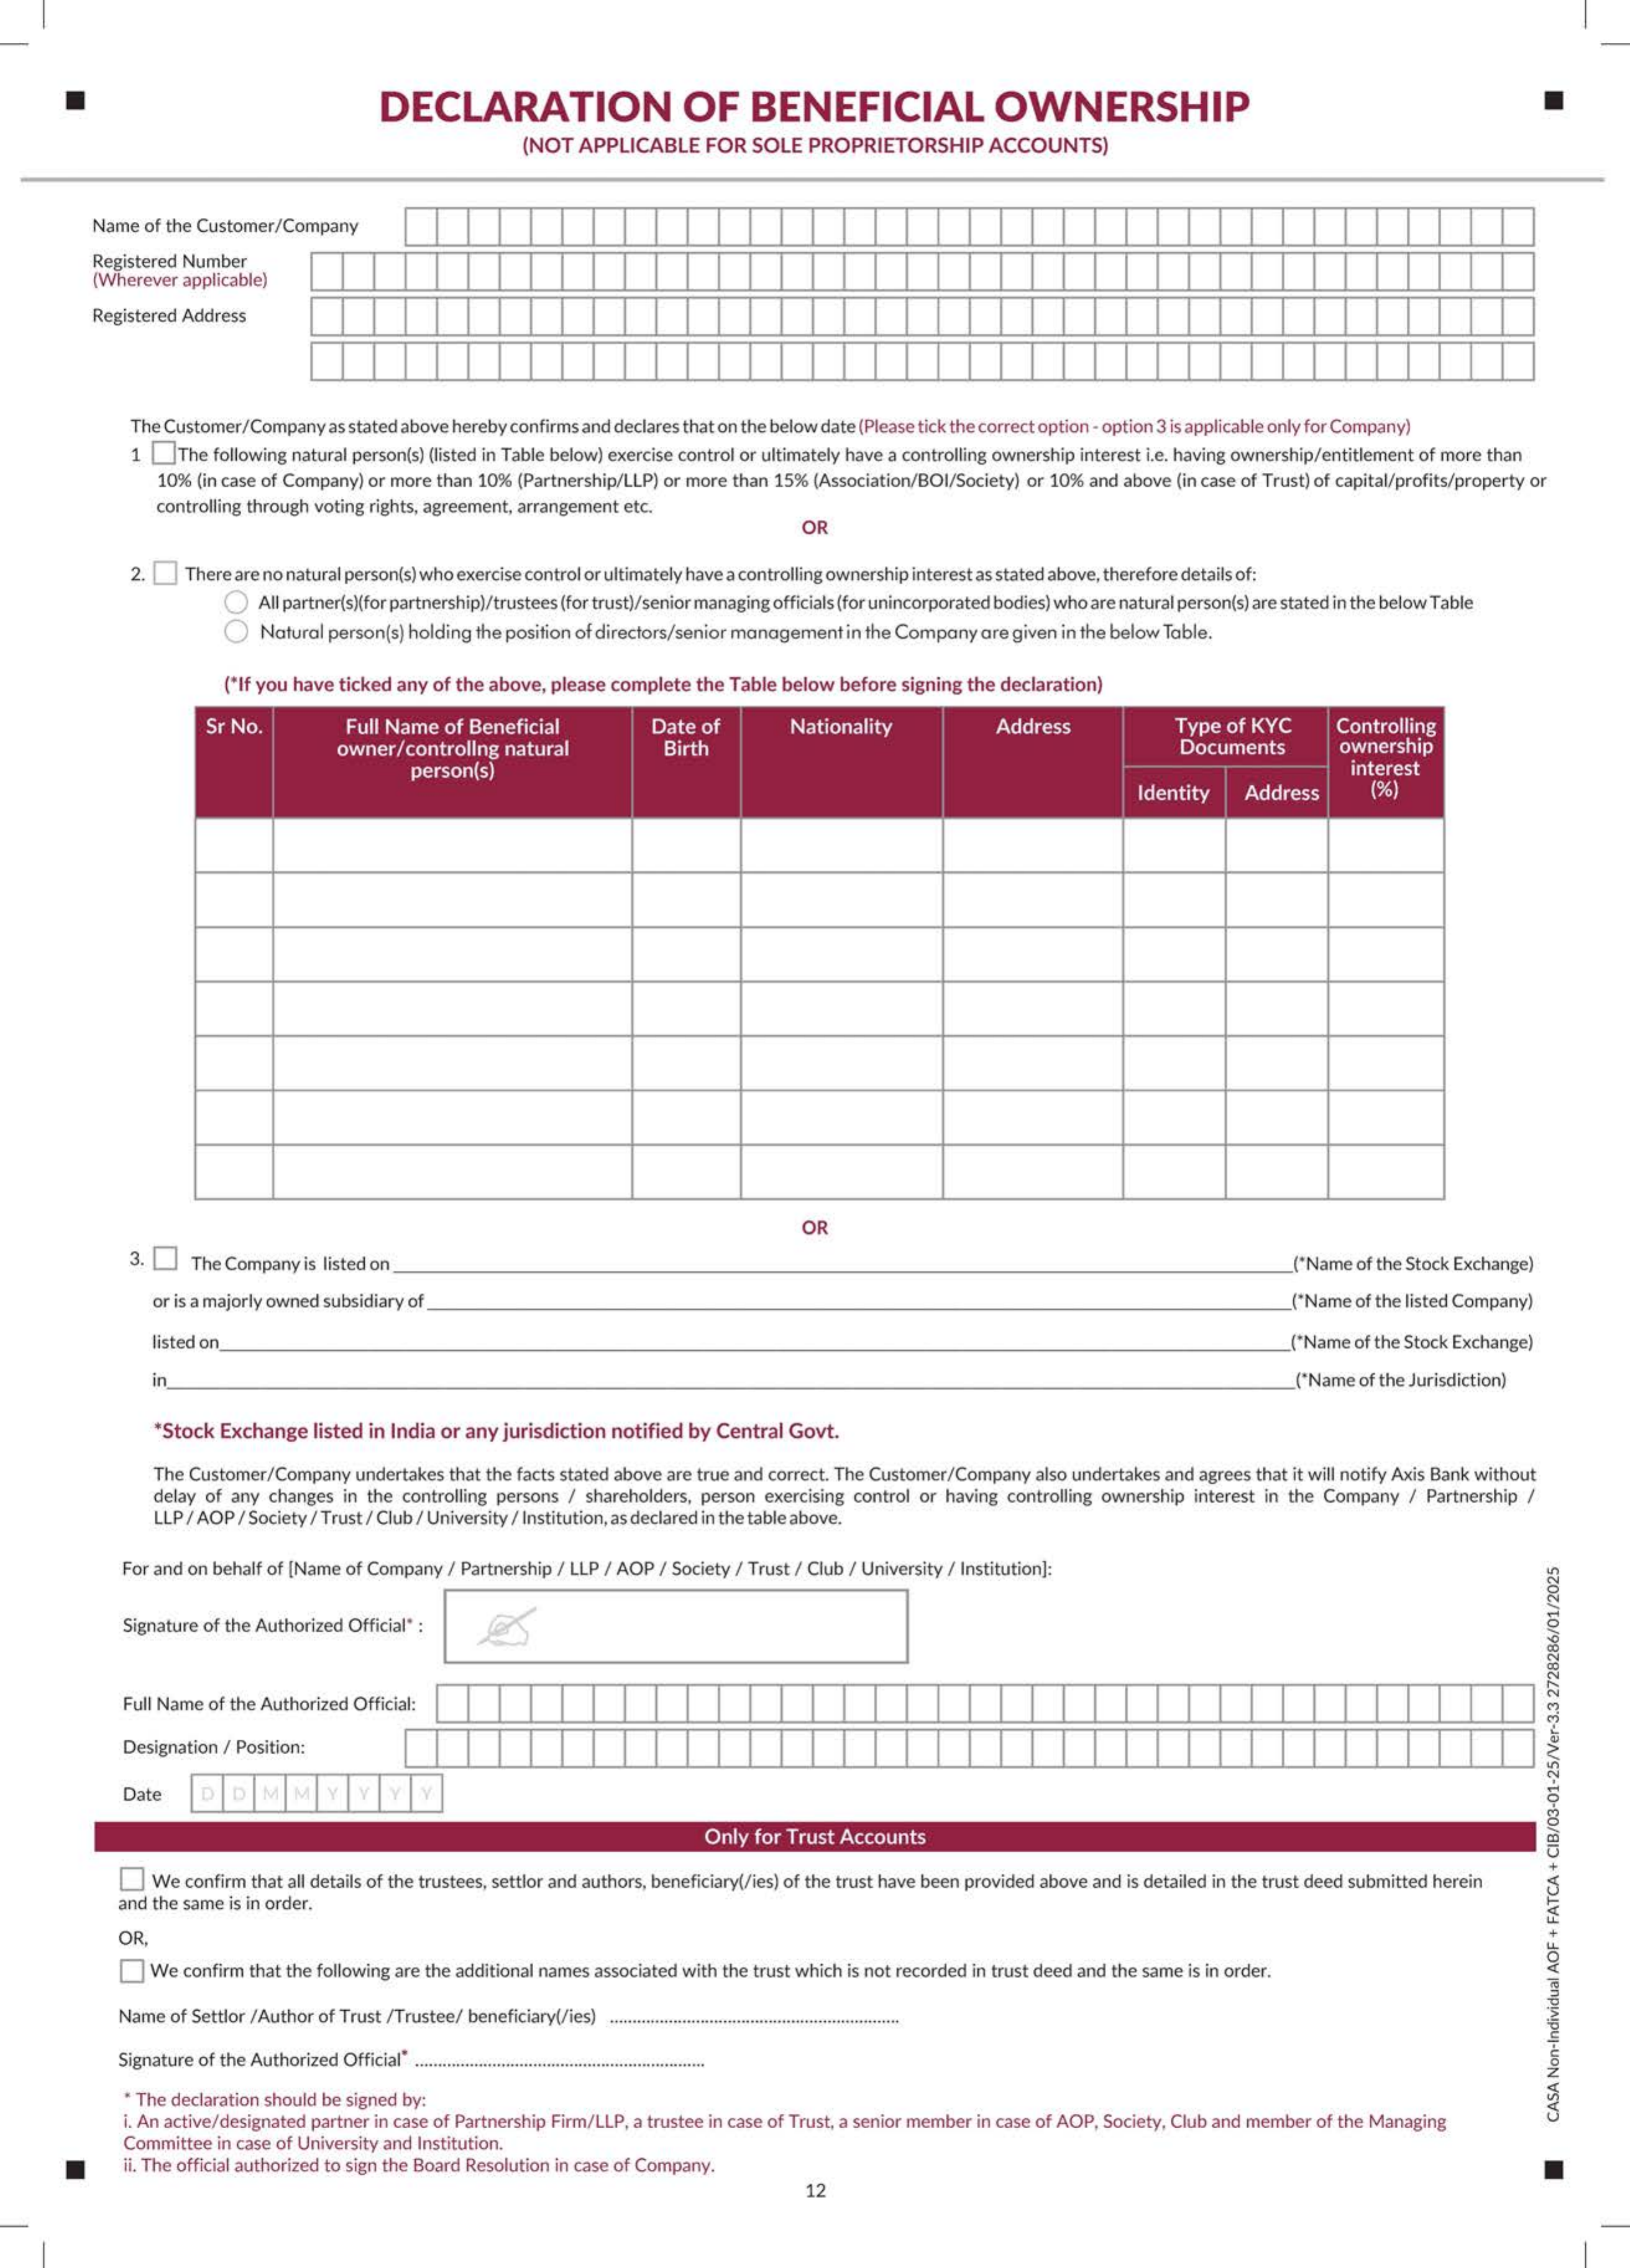 DECLARATION OF BENEFICIAL OWNERSHIP
(NOT APPLICABLE FOR SOLE PROPRIETORSHIP ACCOUNTS)
Name of the Customer/Company
Registered Number
(Wherever applicable)
Registered Address
The Customer/Company as stated above hereby confirms and declares that on the below date (Please tick the correct option - option 3 is applicable only for Company)
1 The following natural person(s) (listed in Table below) exercise control or ultimately have a controlling ownership interest i.e. having ownership/entitlement of more than
10% (in case of Company) or more than 10% (Partnership/LLP) or more than 15% (Association/BOI/Society) or 10% and above (in case of Trust) of capital/profits/property or
controlling through voting rights, agreement, arrangement etc.
OR
2. There are no natural person(s) who exercise control or ultimately have a controlling ownership interest as stated above, therefore details of:
All partner(s)(for partnership)/trustees (for trust)/senior managing officials (for unincorporated bodies) who are natural person(s) are stated in the below Table
Natural person(s) holding the position of directors/senior management in the Company are given in the below Table.
(*If you have ticked any of the above, please complete the Table below before signing the declaration)
Sr No.
Full Name of Beneficial
owner/controllng natural
person(s)
Date of
Birth
Nationality
Address
Type of KYC
Documents
Identity
Address
Controlling
ownership
interest
(%)
OR
3. The Company is listed on (*Name of the Stock Exchange)
or is a majorly owned subsidiary of (*Name of the listed Company)
listed on (*Name of the Stock Exchange)
in (*Name of the Jurisdiction)
*Stock Exchange listed in India or any jurisdiction notified by Central Govt.
The Customer/Company undertakes that the facts stated above are true and correct. The Customer/Company also undertakes and agrees that it will notify Axis Bank without
delay of any changes in the controlling persons / shareholders, person exercising control or having controlling ownership interest in the Company / Partnership /
LLP / AOP / Society / Trust / Club / University / Institution, as declared in the table above.
For and on behalf of [Name of Company / Partnership / LLP / AOP / Society / Trust / Club / University / Institution]:
Signature of the Authorized Official* :
Full Name of the Authorized Official:
Designation / Position:
Date D D M M Y Y Y Y
Only for Trust Accounts
We confirm that all details of the trustees, settlor and authors, beneficiary(/ies) of the trust have been provided above and is detailed in the trust deed submitted herein
and the same is in order.
OR,
We confirm that the following are the additional names associated with the trust which is not recorded in trust deed and the same is in order.
Name of Settlor /Author of Trust /Trustee/ beneficiary(/ies) ................................................................
Signature of the Authorized Official* ................................................................
* The declaration should be signed by:
i. An active/designated partner in case of Partnership Firm/LLP, a trustee in case of Trust, a senior member in case of AOP, Society, Club and member of the Managing
Committee in case of University and Institution.
ii. The official authorized to sign the Board Resolution in case of Company.
12
CASA Non-Individual AOF + FATCA + CIB/03-01-25/Ver-3.3 2728286/01/2025